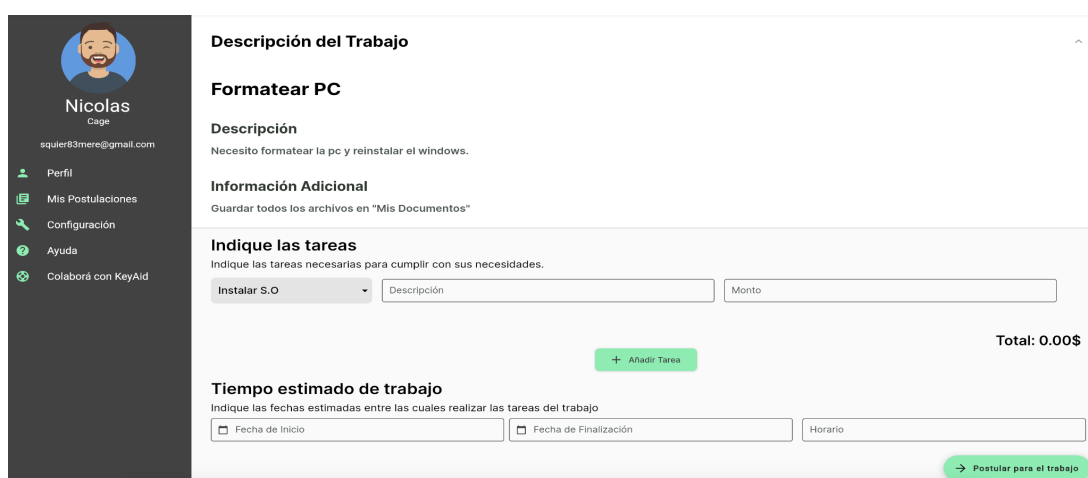 Nicolas
Cage
squier83mere@gmail.com
Perfil
Mis Postulaciones
Configuración
Ayuda
Colaborá con KeyAid
Descripción del Trabajo
Formatear PC
Descripción
Necesito formatear la pc y reinstalar el windows.
Información Adicional
Guardar todos los archivos en "Mis Documentos"
Indique las tareas
Indique las tareas necesarias para cumplir con sus necesidades.
Instalar S.O Descripción Monto
Total: 0.00$
+ Añadir Tarea
Tiempo estimado de trabajo
Indique las fechas estimadas entre las cuales realizar las tareas del trabajo
Fecha de Inicio Fecha de Finalización Horario
→ Postular para el trabajo